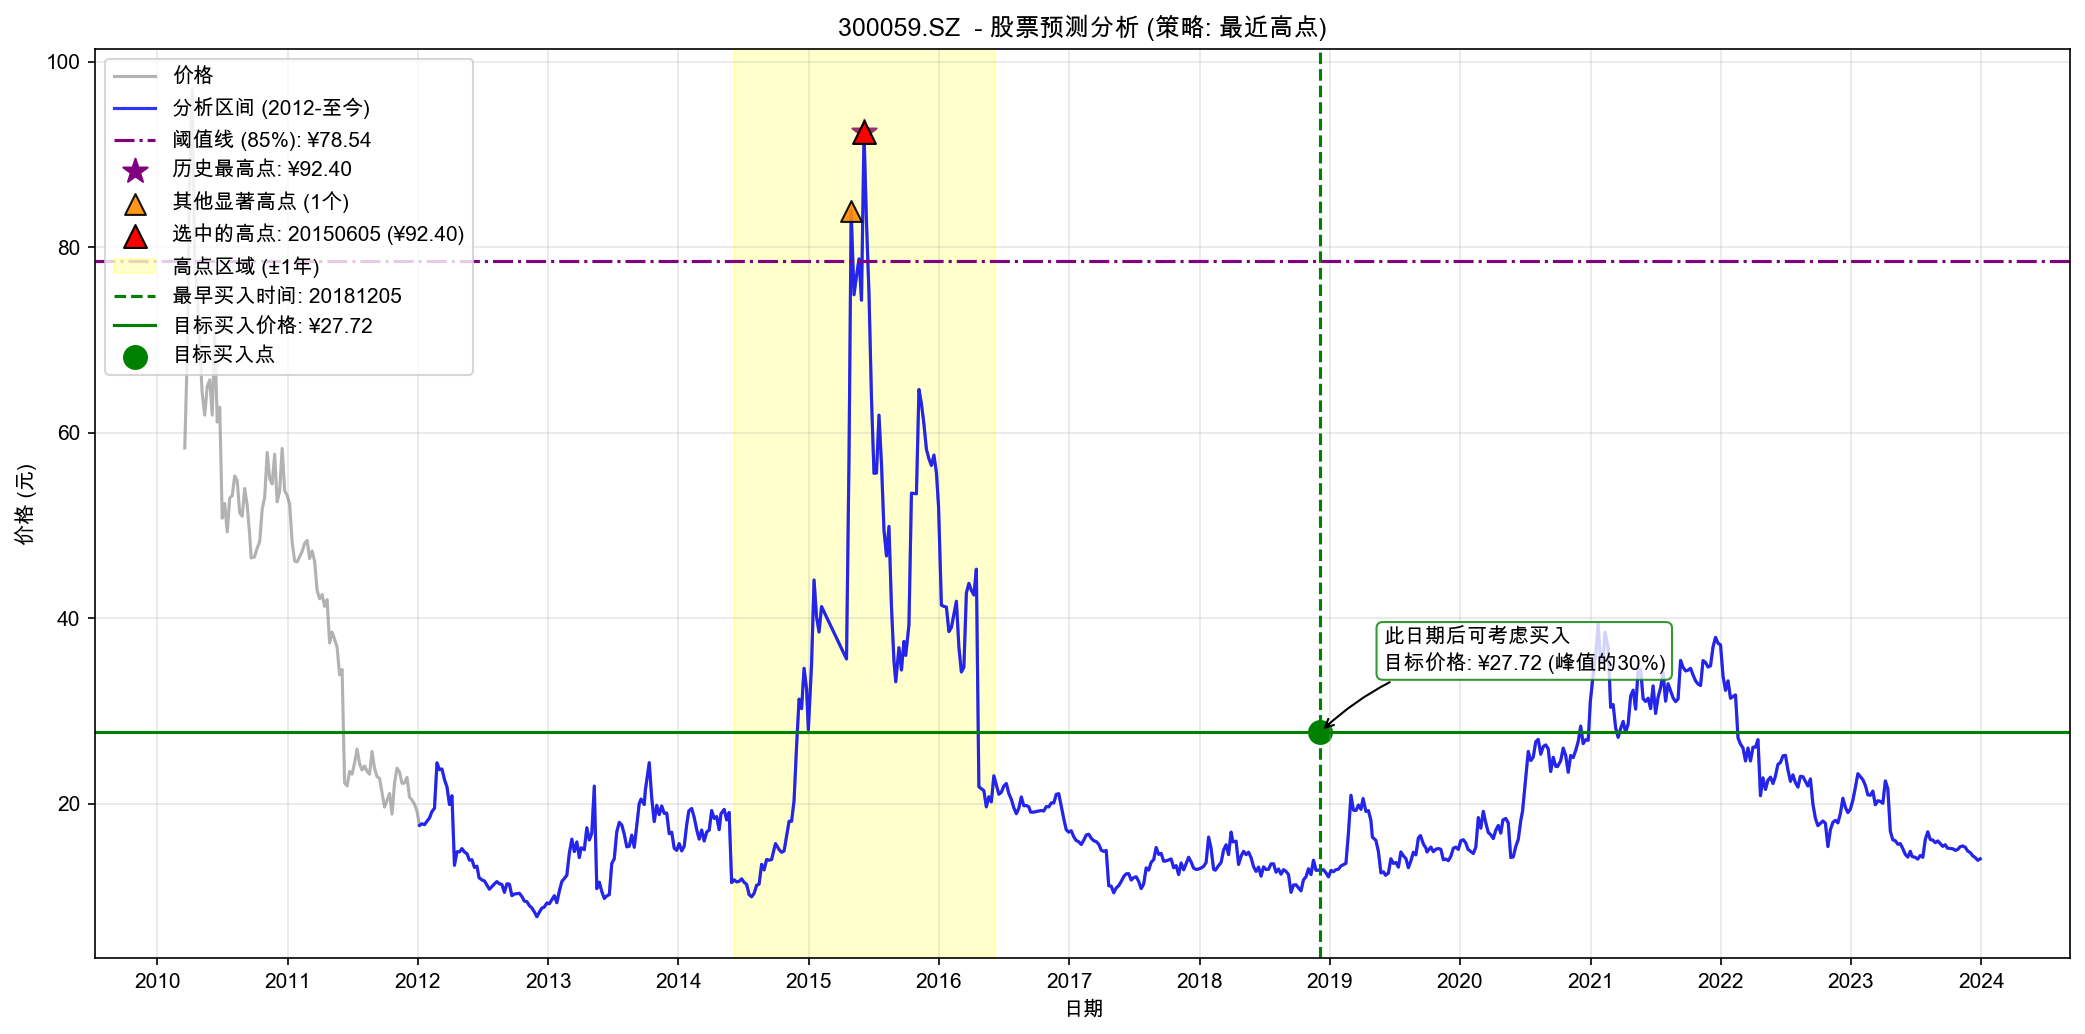 300059.SZ - 股票预测分析 (策略: 最近高点)
价格
分析区间 (2012-至今)
阈值线 (85%): ¥78.54
历史最高点: ¥92.40
其他显著高点 (1个)
选中的高点: 20150605 (¥92.40)
高点区域 (±1年)
最早买入时间: 20181205
目标买入价格: ¥27.72
目标买入点
100
80
60
40
20
价格 (元)
此日期后可考虑买入
目标价格: ¥27.72 (峰值的30%)
2010 2011 2012 2013 2014 2015 2016 2017 2018 2019 2020 2021 2022 2023 2024
日期